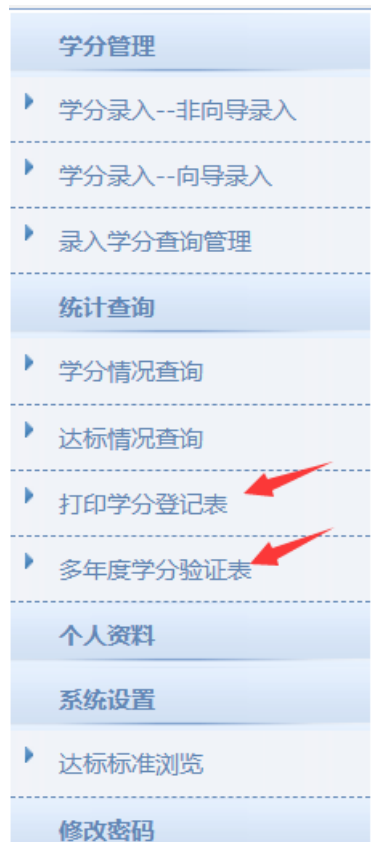 学分管理
学分录入--非向导录入
学分录入--向导录入
录入学分查询管理
统计查询
学分情况查询
达标情况查询
打印学分登记表
多年度学分验证表
个人资料
系统设置
达标标准浏览
修改密码